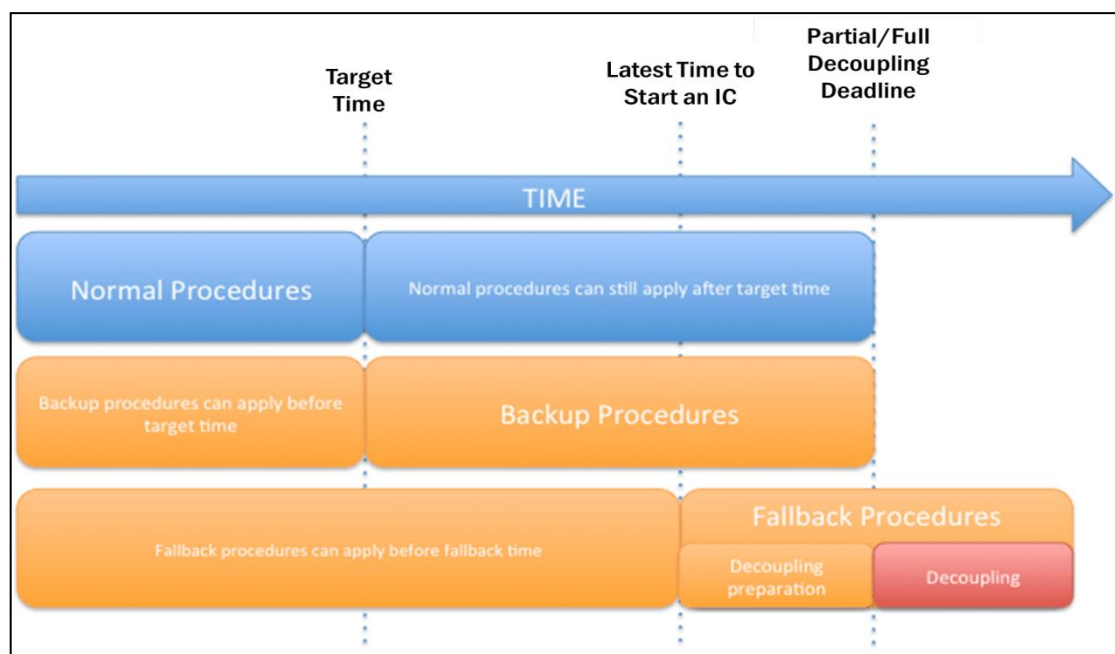 Target
Time
Latest Time to
Start an IC
Partial/Full
Decoupling
Deadline
TIME
Normal Procedures
Normal procedures can still apply after target time
Backup procedures can apply before
target time
Backup Procedures
Fallback procedures can apply before fallback time
Fallback Procedures
Decoupling
preparation
Decoupling